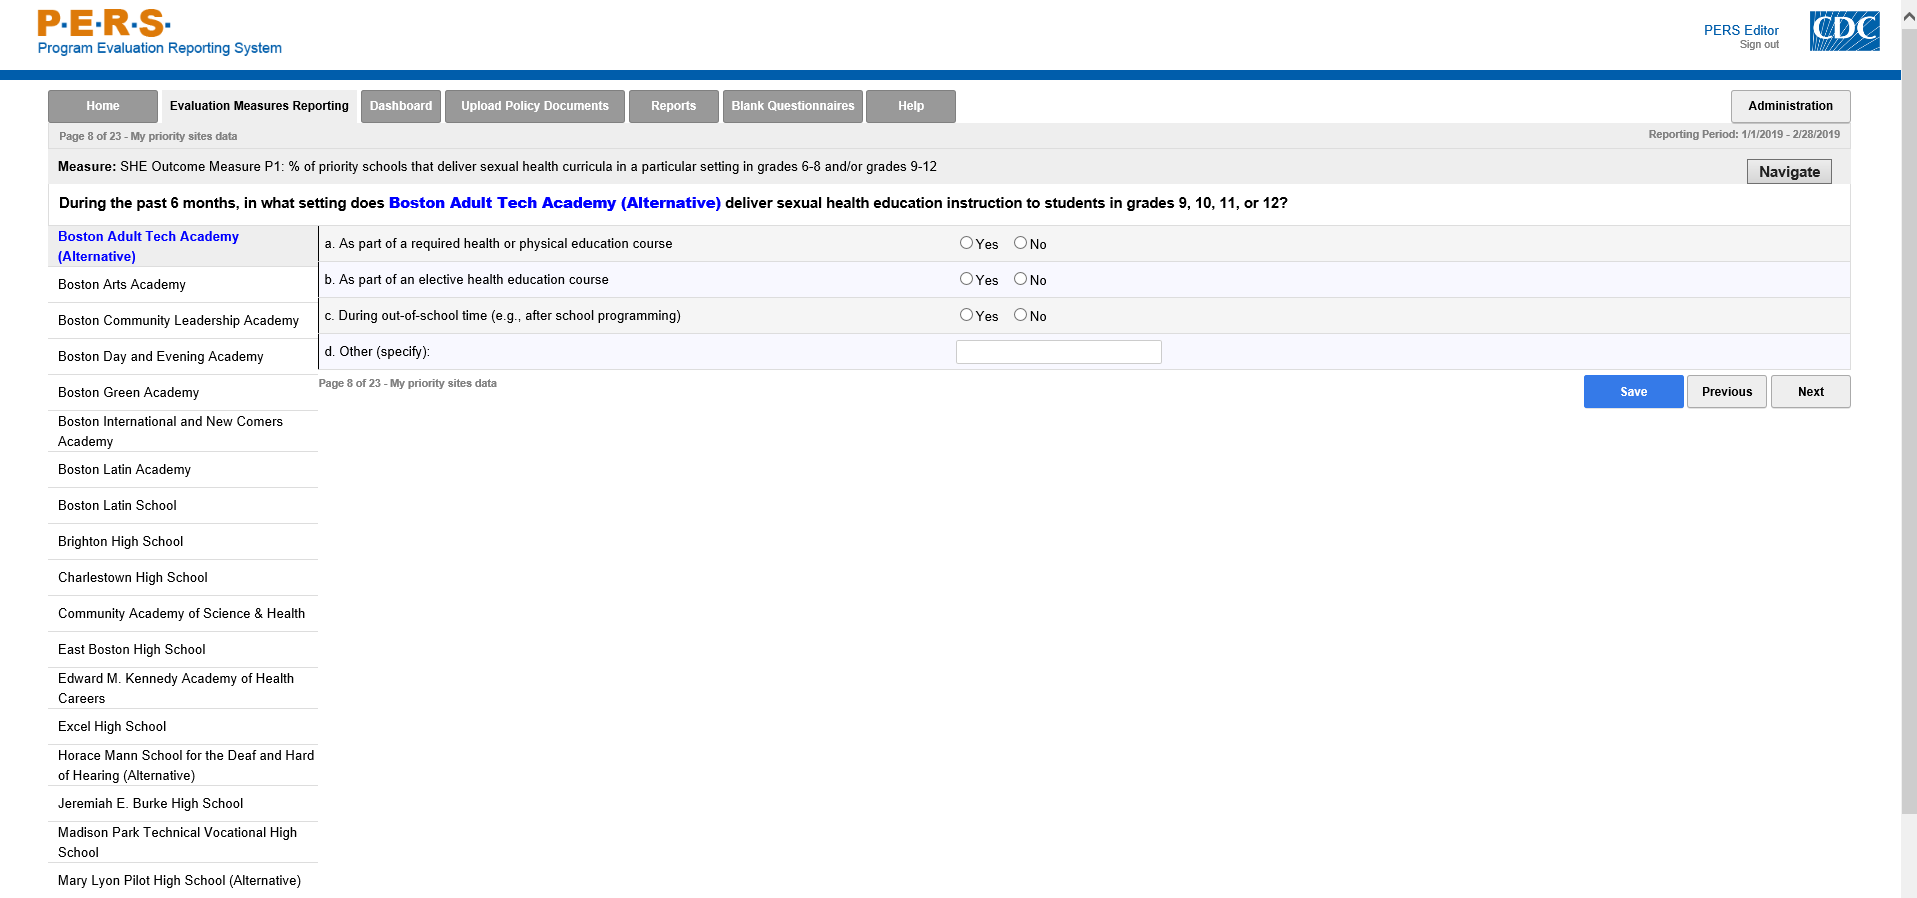 P·E·R·S·
Program Evaluation Reporting System
PERS Editor
Sign out
CDC
Home
Evaluation Measures Reporting
Dashboard
Upload Policy Documents
Reports
Blank Questionnaires
Help
Administration
Page 8 of 23 - My priority sites data
Reporting Period: 1/1/2019 - 2/28/2019
Measure: SHE Outcome Measure P1: % of priority schools that deliver sexual health curricula in a particular setting in grades 6-8 and/or grades 9-12
Navigate
During the past 6 months, in what setting does Boston Adult Tech Academy (Alternative) deliver sexual health education instruction to students in grades 9, 10, 11, or 12?
Boston Adult Tech Academy
(Alternative)
Boston Arts Academy
Boston Community Leadership Academy
Boston Day and Evening Academy
Boston Green Academy
Boston International and New Comers
Academy
Boston Latin Academy
Boston Latin School
Brighton High School
Charlestown High School
Community Academy of Science & Health
East Boston High School
Edward M. Kennedy Academy of Health
Careers
Excel High School
Horace Mann School for the Deaf and Hard
of Hearing (Alternative)
Jeremiah E. Burke High School
Madison Park Technical Vocational High
School
Mary Lyon Pilot High School (Alternative)
a. As part of a required health or physical education course
Yes No
b. As part of an elective health education course
Yes No
c. During out-of-school time (e.g., after school programming)
Yes No
d. Other (specify):
Page 8 of 23 - My priority sites data
Save
Previous
Next